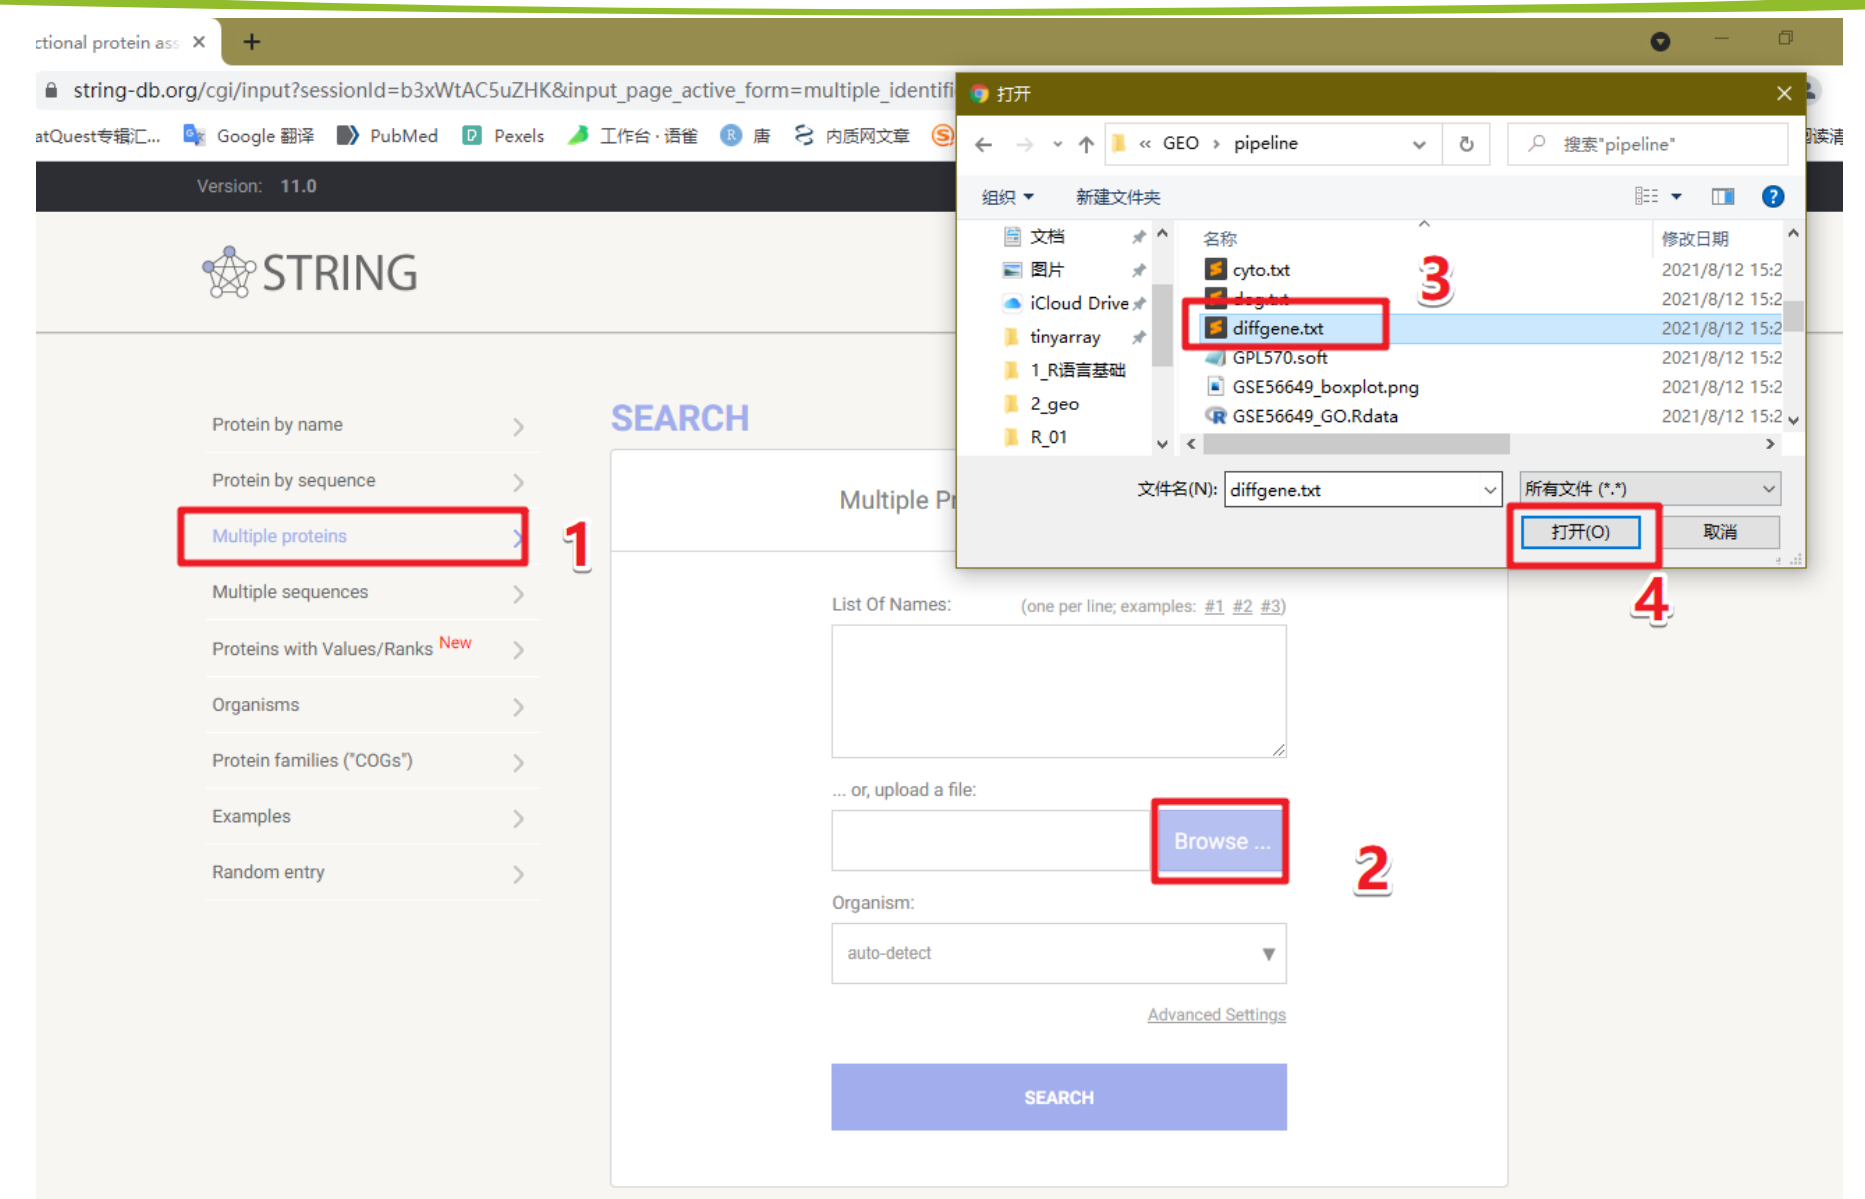 ctional protein ass
string-db.org/cgi/input?sessionId=b3xWtAC5uZHK&input_page_active_form=multiple_identifi
atQuest专辑汇... Google 翻译 PubMed Pexels 工作台·语雀 唐 内质网文章
阅读清
Version: 11.0
STRING
Protein by name
Protein by sequence
Multiple proteins
1
Multiple sequences
Proteins with Values/Ranks New
Organisms
Protein families ("COGs")
Examples
Random entry
SEARCH
Multiple Pr
List Of Names: (one per line; examples: #1 #2 #3)
... or, upload a file:
Browse ...
2
Organism:
auto-detect
Advanced Settings
SEARCH
打开
« GEO > pipeline
搜索"pipeline"
组织 新建文件夹
文档
图片
iCloud Drive
tinyarray
1_R语言基础
2_geo
R_01
名称 修改日期
cyto.txt 2021/8/12 15:2
deg.txt 2021/8/12 15:2
diffgene.txt 2021/8/12 15:2
GPL570.soft 2021/8/12 15:2
GSE56649_boxplot.png 2021/8/12 15:2
GSE56649_GO.Rdata 2021/8/12 15:2
3
文件名(N): diffgene.txt 所有文件 (*.*)
打开(O) 取消
4